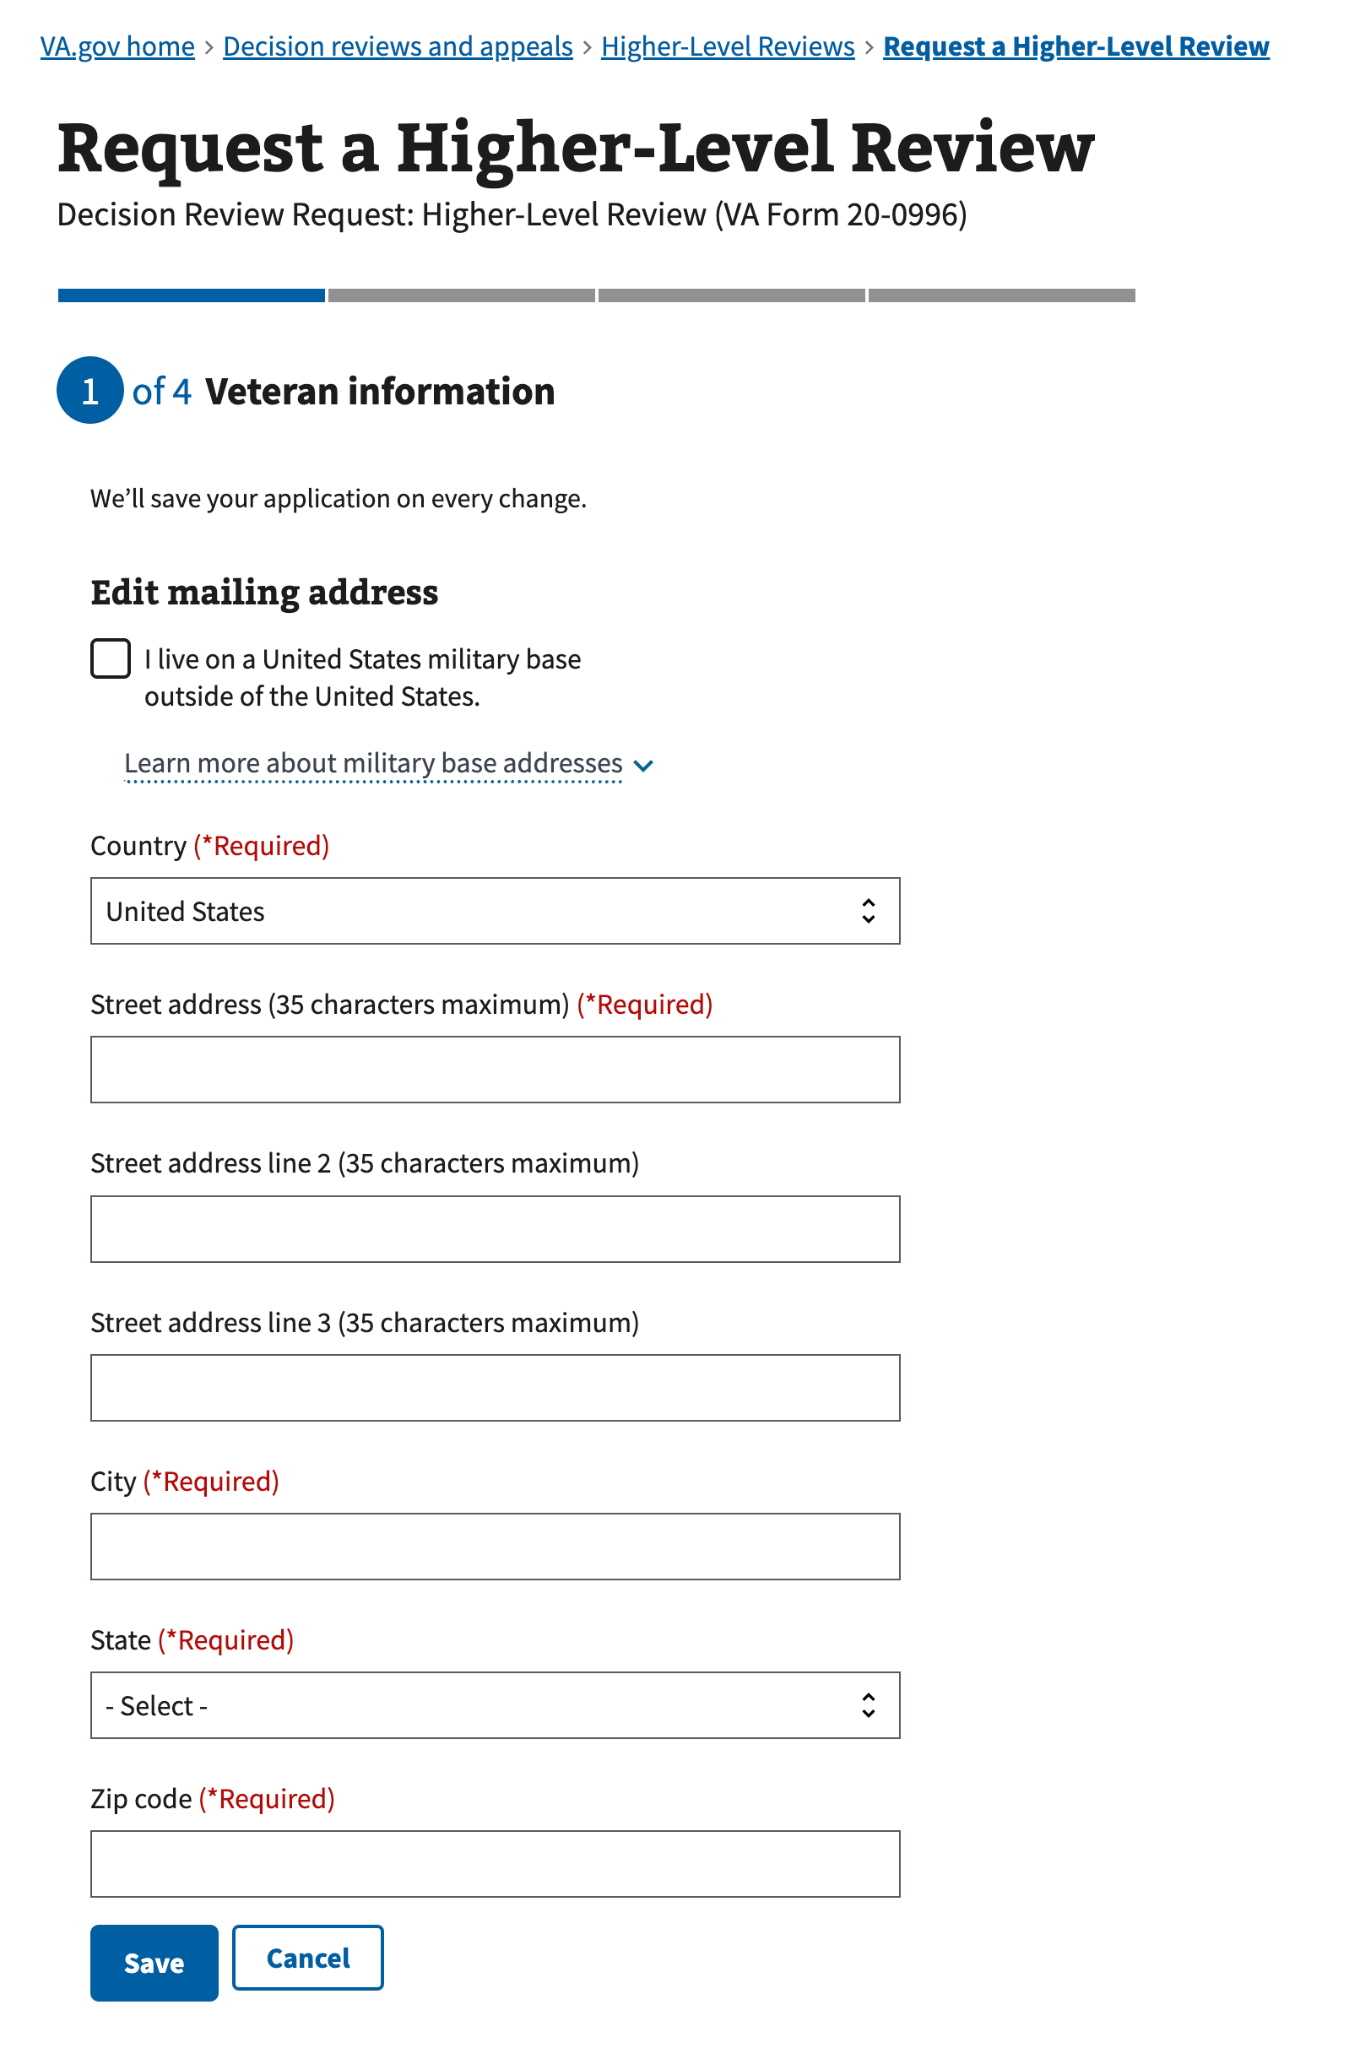 VA.gov home › Decision reviews and appeals › Higher-Level Reviews › Request a Higher-Level Review
Request a Higher-Level Review
Decision Review Request: Higher-Level Review (VA Form 20-0996)
1 of 4 Veteran information
We’ll save your application on every change.
Edit mailing address
I live on a United States military base
outside of the United States.
Learn more about military base addresses
Country (*Required)
United States
Street address (35 characters maximum) (*Required)
Street address line 2 (35 characters maximum)
Street address line 3 (35 characters maximum)
City (*Required)
State (*Required)
- Select -
Zip code (*Required)
Save Cancel